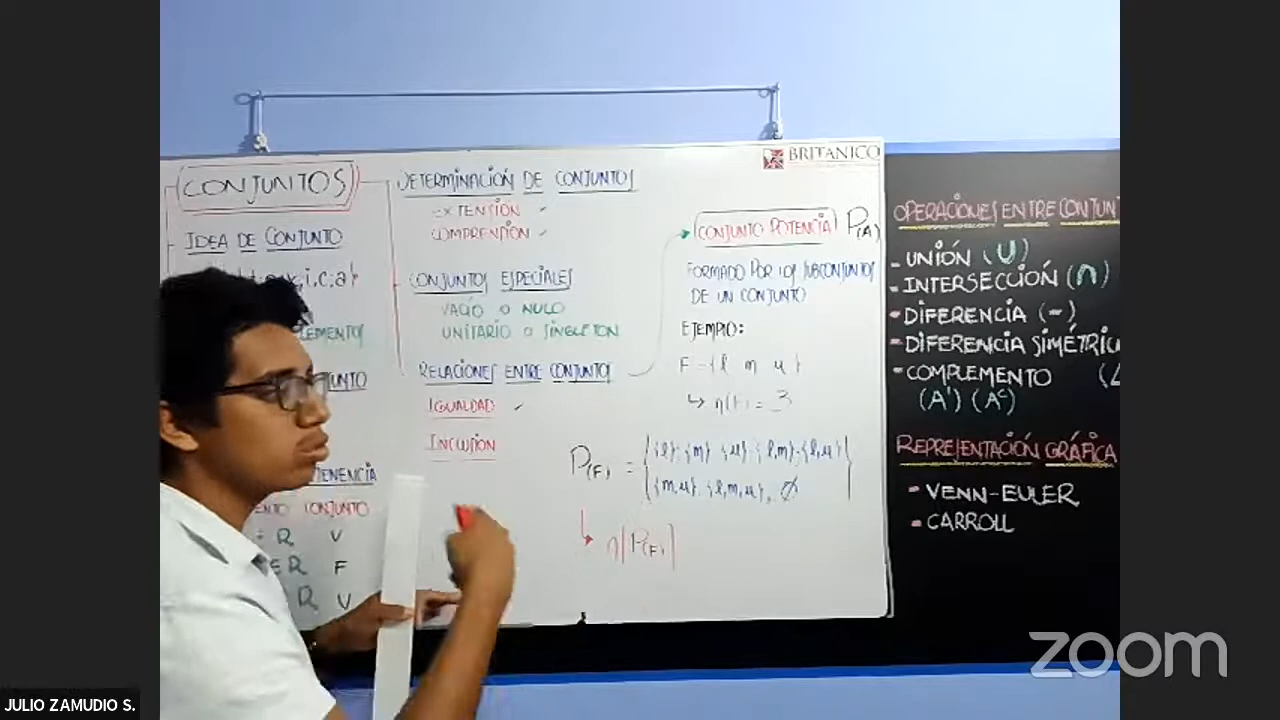 CONJUNTOS
IDEA DE CONJUNTO
DETERMINACIÓN DE CONJUNTOS
EXTENSIÓN
COMPRENSIÓN
CONJUNTOS ESPECIALES
VACÍO O NULO
UNITARIO O SINGLETON
RELACIONES ENTRE CONJUNTOS
IGUALDAD
INCLUSIÓN
CONJUNTO
V
F
V
BRITANICO
CONJUNTO POTENCIA P(A)
FORMADO POR LOS SUBCONJUNTOS
DE UN CONJUNTO
EJEMPLO:
F = {l m u}
n(F) = 3
P(F) = {{l}; {m} {u}; {l,m}; {l,u}
{m,u}; {l,m,u}, Ø}
n[P(F)]
OPERACIONES ENTRE CONJUNT
- UNIÓN (U)
- INTERSECCIÓN (∩)
- DIFERENCIA (-)
- DIFERENCIA SIMÉTRIC
- COMPLEMENTO
(A') (Aᶜ)
REPRESENTACIÓN GRÁFICA
- VENN-EULER
- CARROLL
zoom
JULIO ZAMUDIO S.